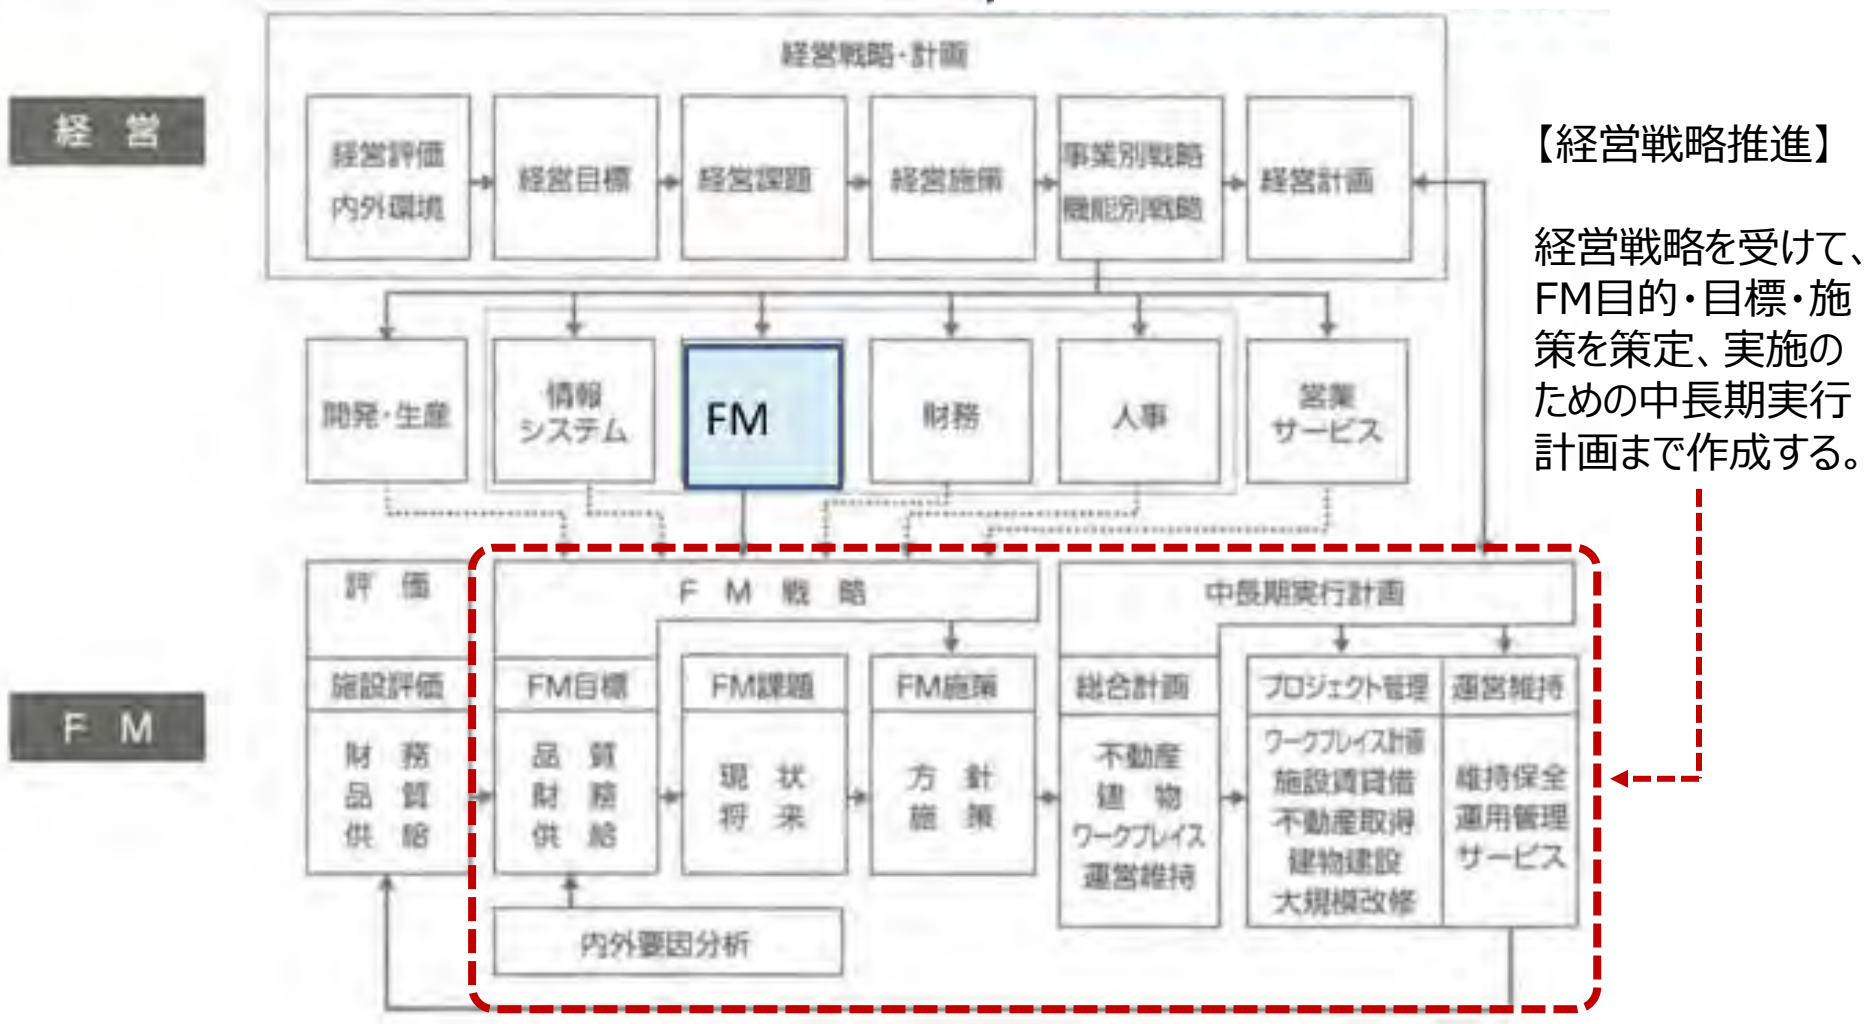 経営
経営戦略・計画
経営評価
内外環境
経営目標
経営課題
経営施策
事業別戦略
機能別戦略
経営計画
【経営戦略推進】
経営戦略を受けて、
FM目的・目標・施
策を策定、実施の
ための中長期実行
計画まで作成する。
開発・生産
情報
システム
FM
財務
人事
営業
サービス
FM
評価
施設評価
財務
品質
供給
FM戦略
FM目標
品質
財務
供給
FM課題
現状
将来
FM施策
方針
施策
内外要因分析
中長期実行計画
総合計画
不動産
建物
ワークプレイス
運営維持
プロジェクト管理
ワークプレイス計画
施設賃貸借
不動産取得
建物建設
大規模改修
運営維持
維持保全
運用管理
サービス